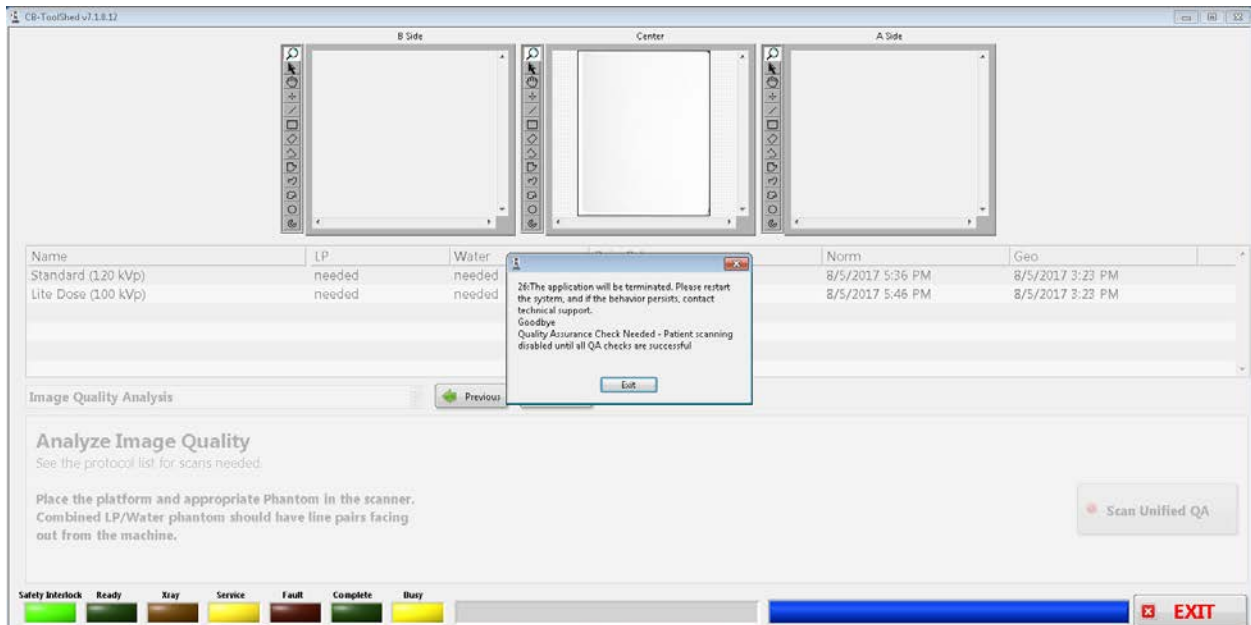 CB-ToolShed v7.1.8.12
B Side
Center
A Side
Name
LP
Water
Norm
Geo
Standard (120 kVp)
needed
needed
8/5/2017 5:36 PM
8/5/2017 3:23 PM
Lite Dose (100 kVp)
needed
needed
8/5/2017 5:46 PM
8/5/2017 3:23 PM
26:The application will be terminated. Please restart
the system, and if the behavior persists, contact
technical support.
Goodbye
Quality Assurance Check Needed - Patient scanning
disabled until all QA checks are successful
Exit
Image Quality Analysis
Previous
Analyze Image Quality
See the protocol list for scans needed.
Place the platform and appropriate Phantom in the scanner.
Combined LP/Water phantom should have line pairs facing
out from the machine.
Scan Unified QA
Safety Interlock
Ready
Xray
Service
Fault
Complete
Busy
EXIT